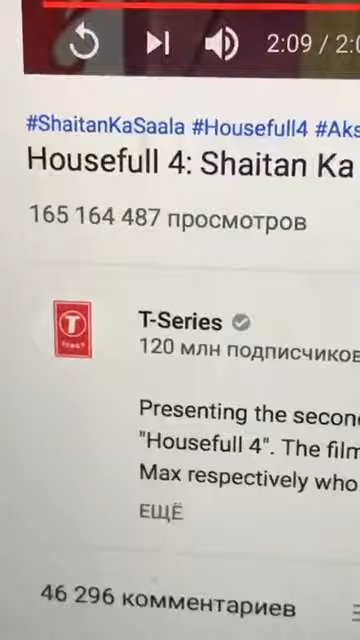 2:09 / 2:0
#ShaitanKaSaala #Housefull4 #Aks
Housefull 4: Shaitan Ka
165 164 487 просмотров
T-Series
120 млн подписчиков
Presenting the secon
"Housefull 4". The film
Max respectively who
ЕЩЁ
46 296 комментариев